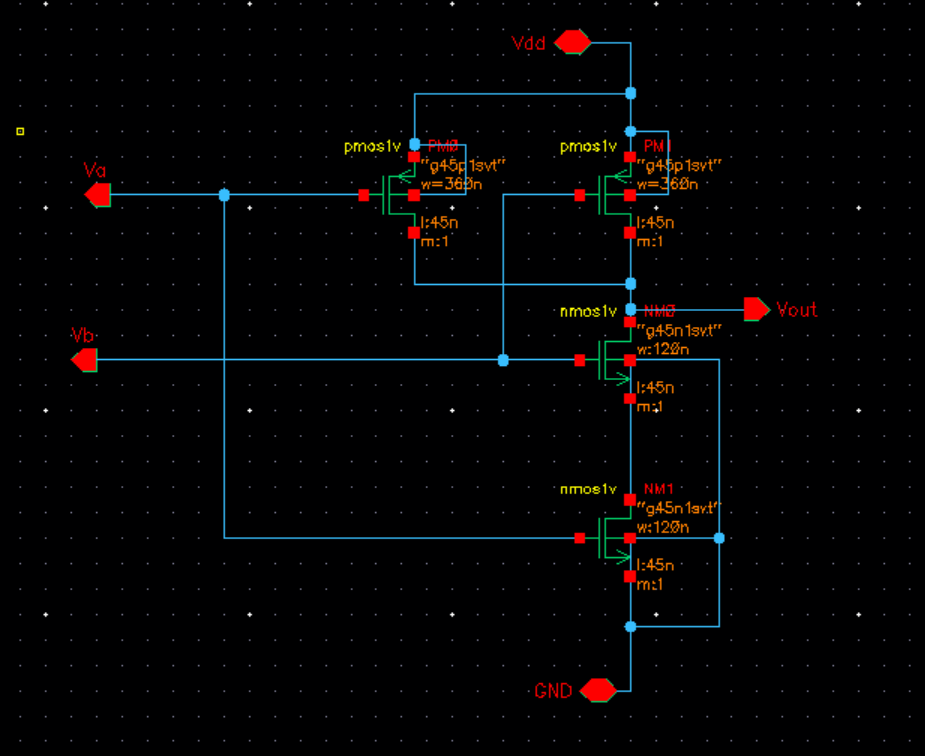 Vdd
pmos1v PM0
"g45p1svt"
w=360n
l:45n
m:1
pmos1v PM1
"g45p1svt"
w=360n
l:45n
m:1
Va
Vout
nmos1v NM0
"g45n1svt"
w:120n
l:45n
m:1
Vb
nmos1v NM1
"g45n1svt"
w:120n
l:45n
m:1
GND